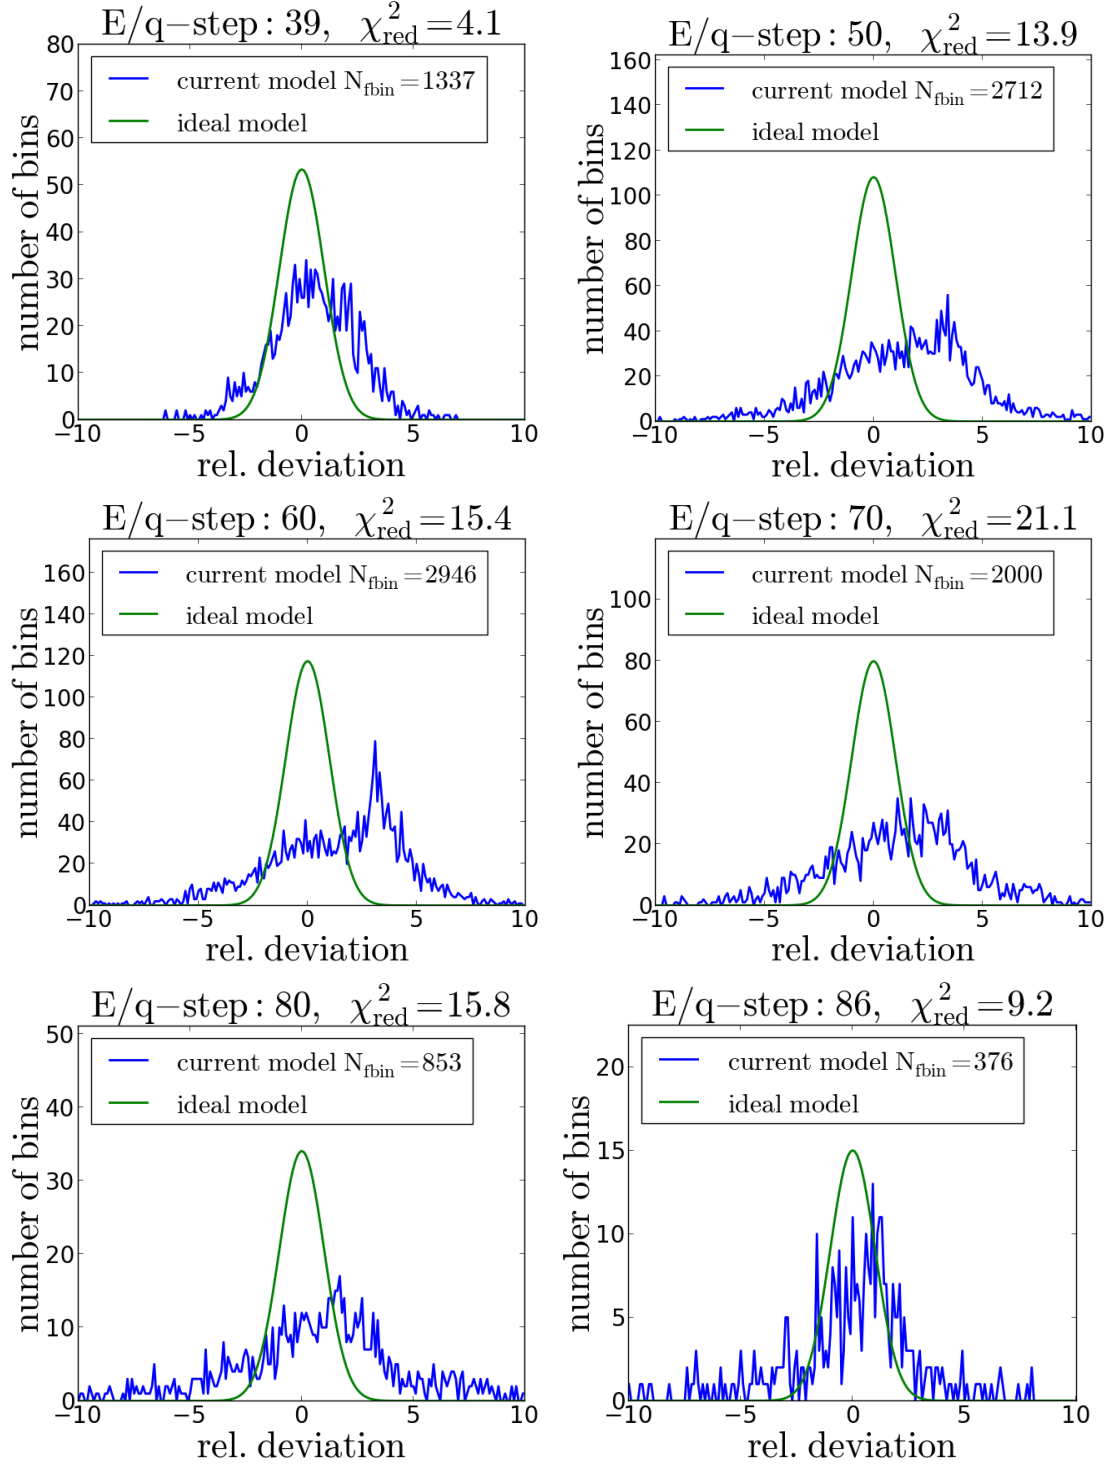 E/q−step: 39, χ²red=4.1
80
70
60
50
40
30
20
10
0
number of bins
current model Nfbin=1337
ideal model
−10 −5 0 5 10
rel. deviation
E/q−step: 50, χ²red=13.9
160
140
120
100
80
60
40
20
0
number of bins
current model Nfbin=2712
ideal model
−10 −5 0 5 10
rel. deviation
E/q−step: 60, χ²red=15.4
160
140
120
100
80
60
40
20
0
number of bins
current model Nfbin=2946
ideal model
−10 −5 0 5 10
rel. deviation
E/q−step: 70, χ²red=21.1
100
80
60
40
20
0
number of bins
current model Nfbin=2000
ideal model
−10 −5 0 5 10
rel. deviation
E/q−step: 80, χ²red=15.8
50
40
30
20
10
0
number of bins
current model Nfbin=853
ideal model
−10 −5 0 5 10
rel. deviation
E/q−step: 86, χ²red=9.2
20
15
10
5
0
number of bins
current model Nfbin=376
ideal model
−10 −5 0 5 10
rel. deviation